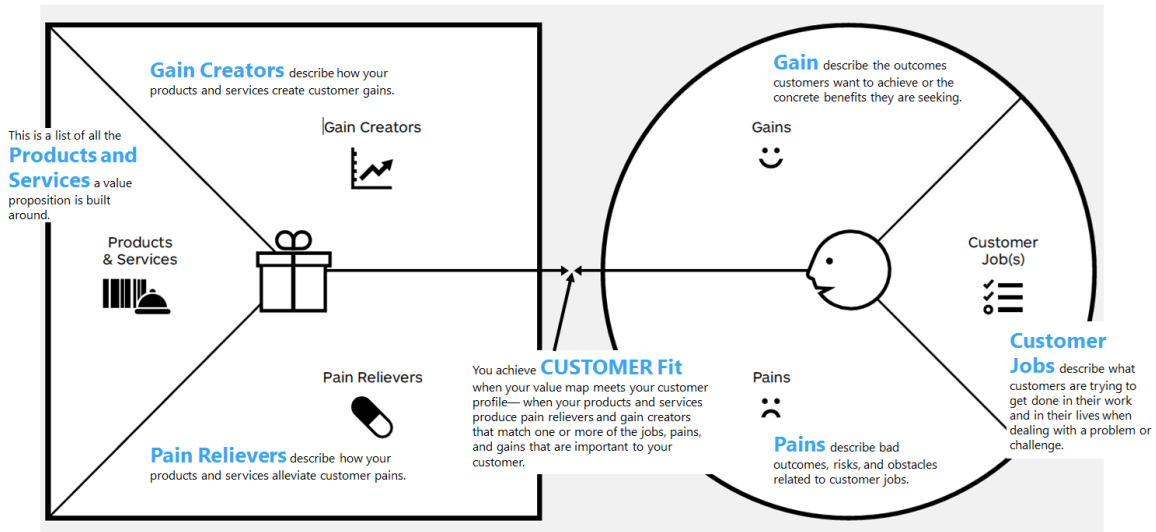 Gain Creators describe how your
products and services create customer gains.
Gain Creators
This is a list of all the
Products and
Services a value
proposition is built
around.
Products
& Services
Pain Relievers
Pain Relievers describe how your
products and services alleviate customer pains.
You achieve CUSTOMER Fit
when your value map meets your customer
profile— when your products and services
produce pain relievers and gain creators
that match one or more of the jobs, pains,
and gains that are important to your
customer.
Gain describe the outcomes
customers want to achieve or the
concrete benefits they are seeking.
Gains
Customer
Job(s)
Customer
Jobs describe what
customers are trying to
get done in their work
and in their lives when
dealing with a problem or
challenge.
Pains
Pains describe bad
outcomes, risks, and obstacles
related to customer jobs.